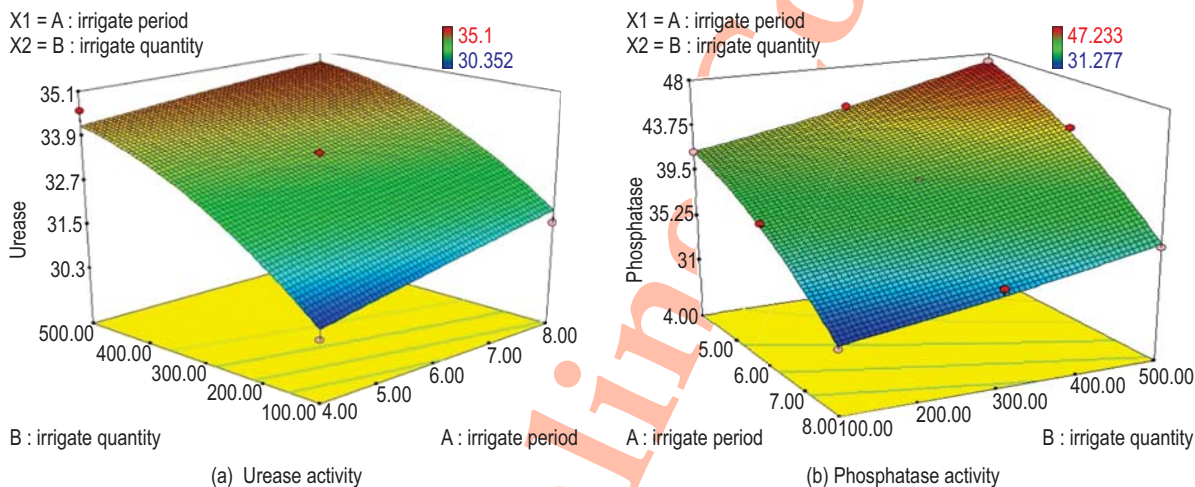 X1 = A : irrigate period
X2 = B : irrigate quantity
35.1
30.352
35.1
33.9
32.7
31.5
30.3
Urease
500.00
400.00
300.00
200.00
100.00
4.00
5.00
6.00
7.00
8.00
B : irrigate quantity
A : irrigate period
(a) Urease activity
X1 = A : irrigate period
X2 = B : irrigate quantity
47.233
31.277
48
43.75
39.5
35.25
31
Phosphatase
4.00
5.00
6.00
7.00
8.00
100.00
200.00
300.00
400.00
500.00
A : irrigate period
B : irrigate quantity
(b) Phosphatase activity